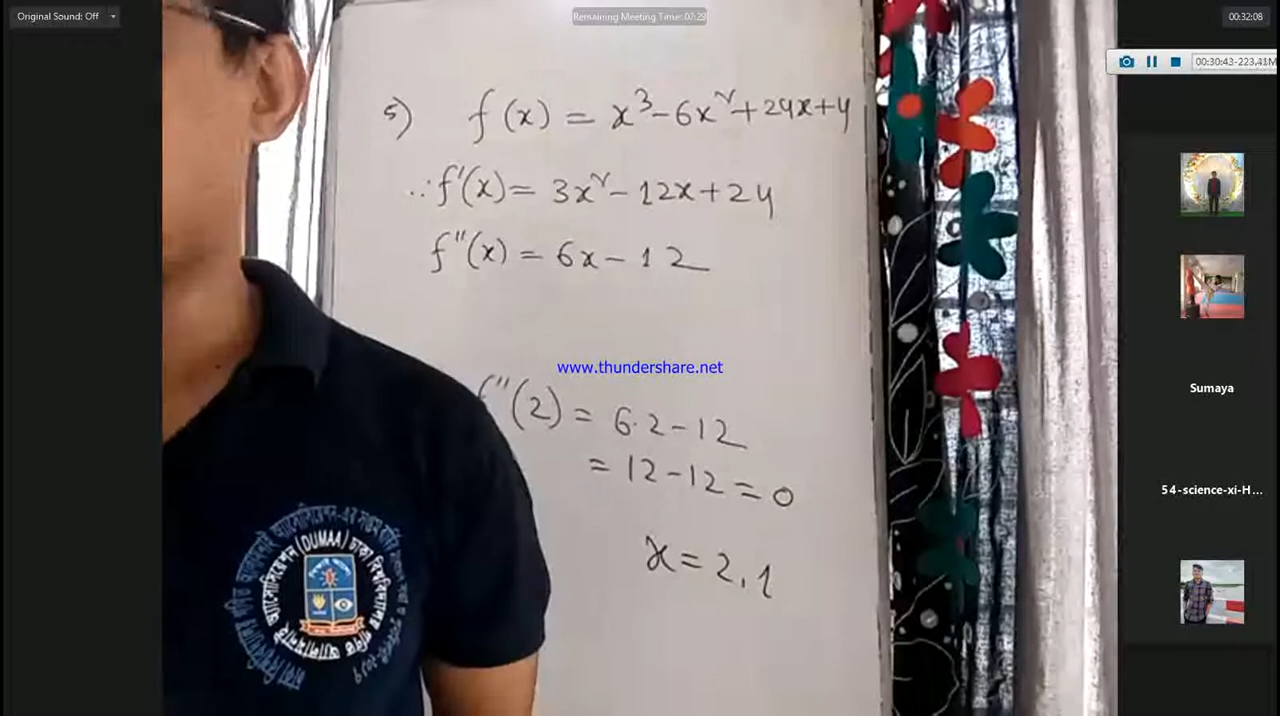 Original Sound: Off
Remaining Meeting Time: 07:29
00:32:08
00:30:43-223.41M
5) f(x) = x³-6x²+24x+4
∴ f'(x) = 3x²-12x+24
f''(x) = 6x-12
www.thundershare.net
f''(2) = 6.2-12
= 12-12=0
x=2,1
Sumaya
54-science-xi-H...
(DUMAA)